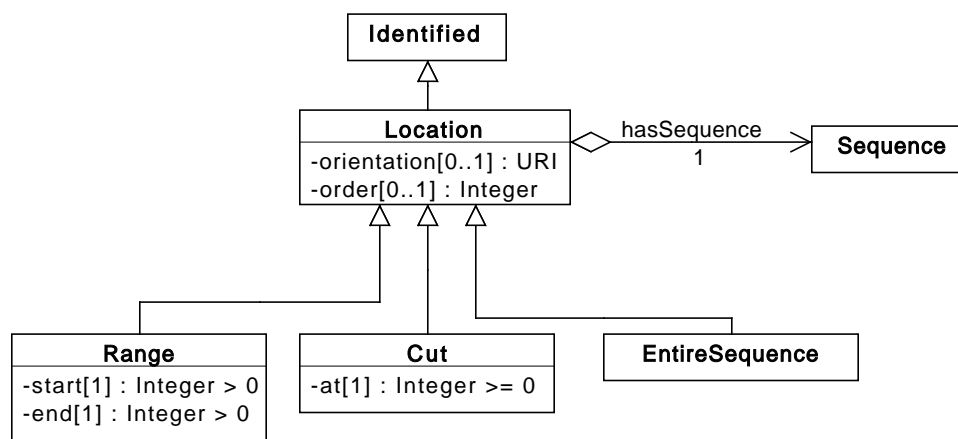 Identified
Location
-orientation[0..1] : URI
-order[0..1] : Integer
hasSequence
1
Sequence
Range
-start[1] : Integer > 0
-end[1] : Integer > 0
Cut
-at[1] : Integer >= 0
EntireSequence